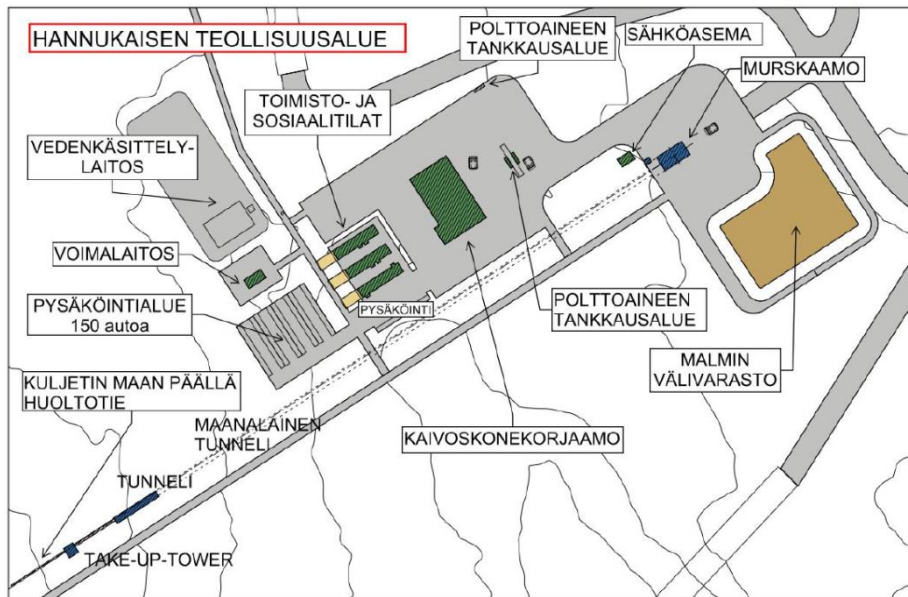 HANNUKAISEN TEOLLISUUSALUE
POLTTOAINEEN
TANKKAUSALUE
SÄHKÖASEMA
MURSKAAMO
TOIMISTO- JA
SOSIAALITILAT
VEDENKÄSITTELY-
LAITOS
VOIMALAITOS
PYSÄKÖINTIALUE
150 autoa
PYSÄKÖINTI
POLTTOAINEEN
TANKKAUSALUE
MALMIN
VÄLIVARASTO
KULJETIN MAAN PÄÄLLÄ
HUOLTOTIE
MAANALAINEN
TUNNELI
KAIVOSKONEKORJAAMO
TUNNELI
TAKE-UP-TOWER